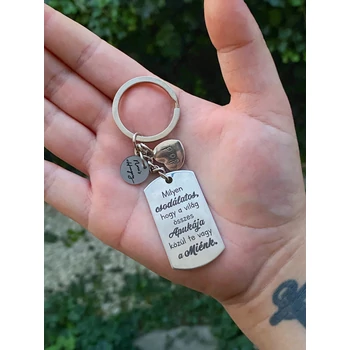 Milyen
csodálatos,
hogy a világ
összes
Apukája
közül te vagy
a Miénk.